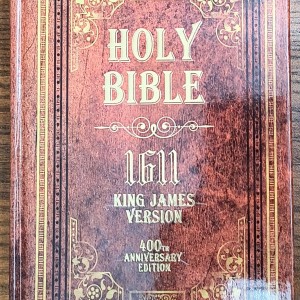 HOLY
BIBLE
1611
KING JAMES
VERSION
400TH
ANNIVERSARY
EDITION